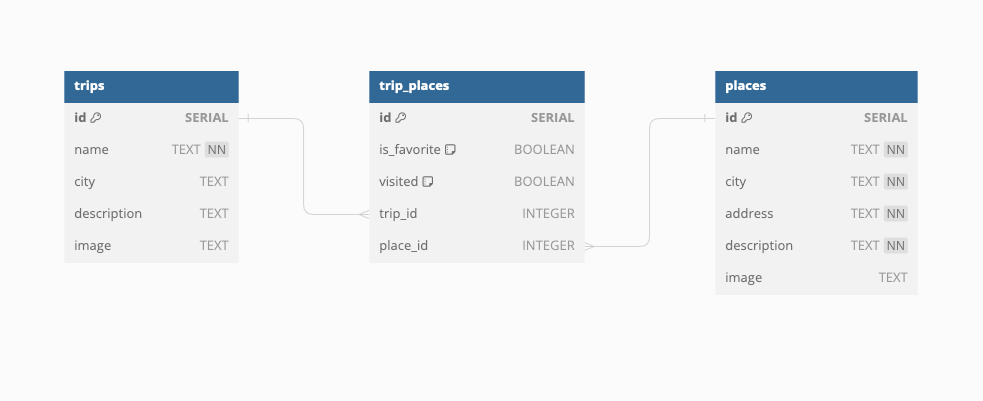 trips
id SERIAL
name TEXT NN
city TEXT
description TEXT
image TEXT
trip_places
id SERIAL
is_favorite BOOLEAN
visited BOOLEAN
trip_id INTEGER
place_id INTEGER
places
id SERIAL
name TEXT NN
city TEXT NN
address TEXT NN
description TEXT NN
image TEXT